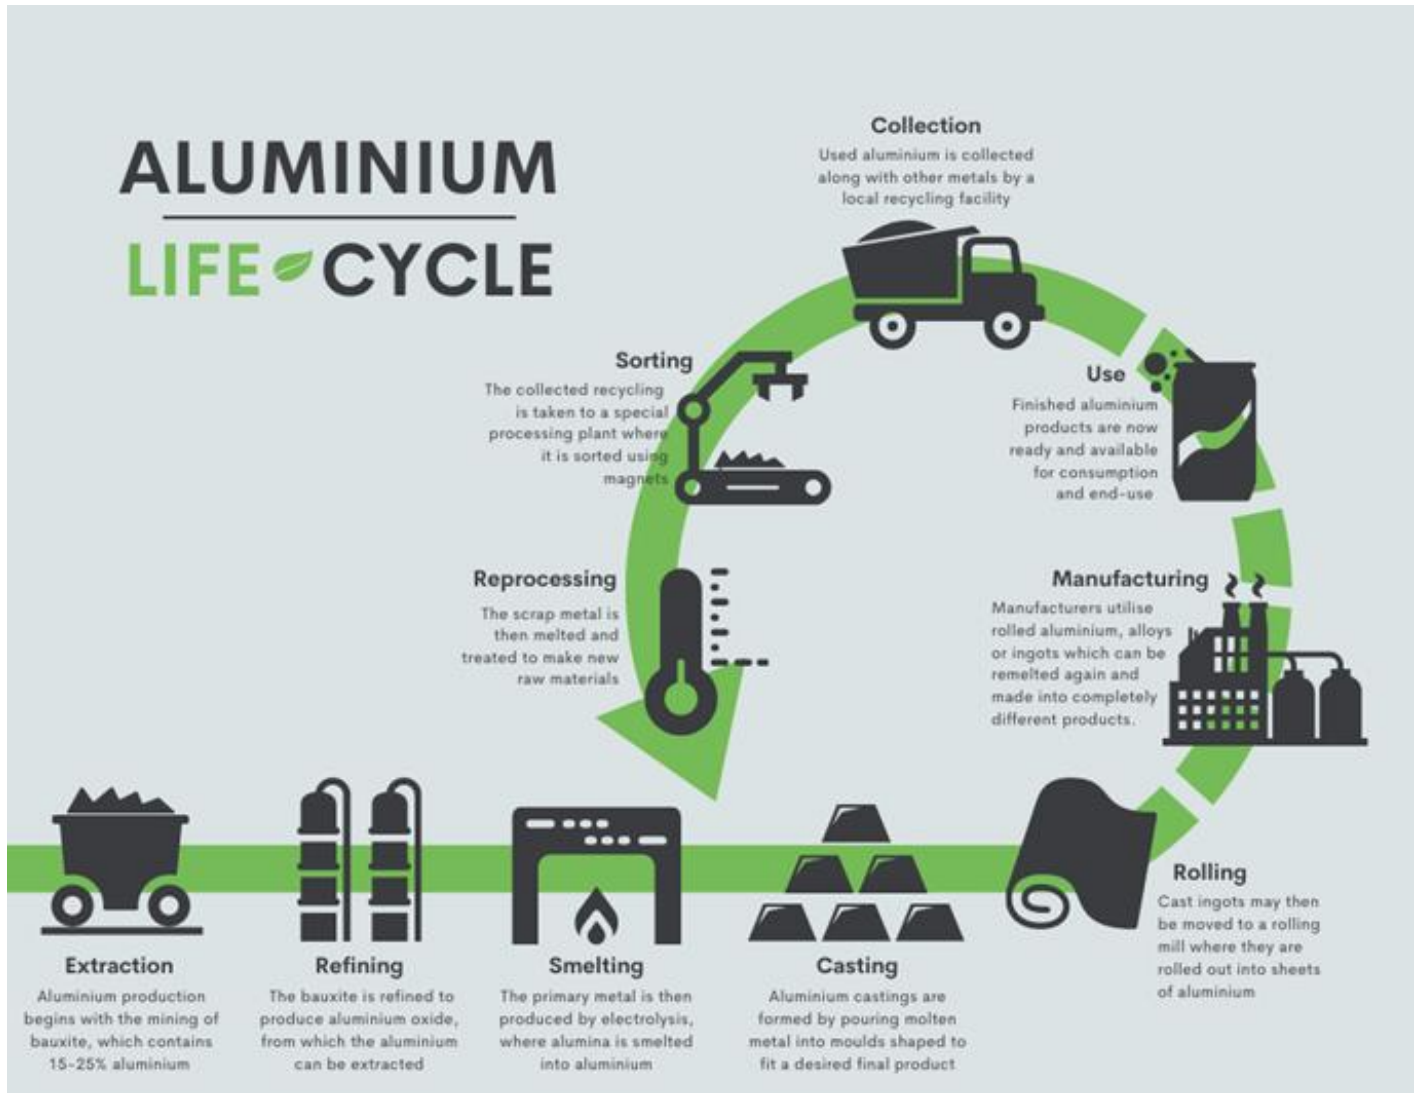 ALUMINIUM
LIFE CYCLE
Collection
Used aluminium is collected
along with other metals by a
local recycling facility
Sorting
The collected recycling
is taken to a special
processing plant where
it is sorted using
magnets
Use
Finished aluminium
products are now
ready and available
for consumption
and end-use
Reprocessing
The scrap metal is
then melted and
treated to make new
raw materials
Manufacturing
Manufacturers utilise
rolled aluminium, alloys
or ingots which can be
remelted again and
made into completely
different products.
Rolling
Cast ingots may then
be moved to a rolling
mill where they are
rolled out into sheets
of aluminium
Extraction
Aluminium production
begins with the mining of
bauxite, which contains
15-25% aluminium
Refining
The bauxite is refined to
produce aluminium oxide,
from which the aluminium
can be extracted
Smelting
The primary metal is then
produced by electrolysis,
where alumina is smelted
into aluminium
Casting
Aluminium castings are
formed by pouring molten
metal into moulds shaped to
fit a desired final product